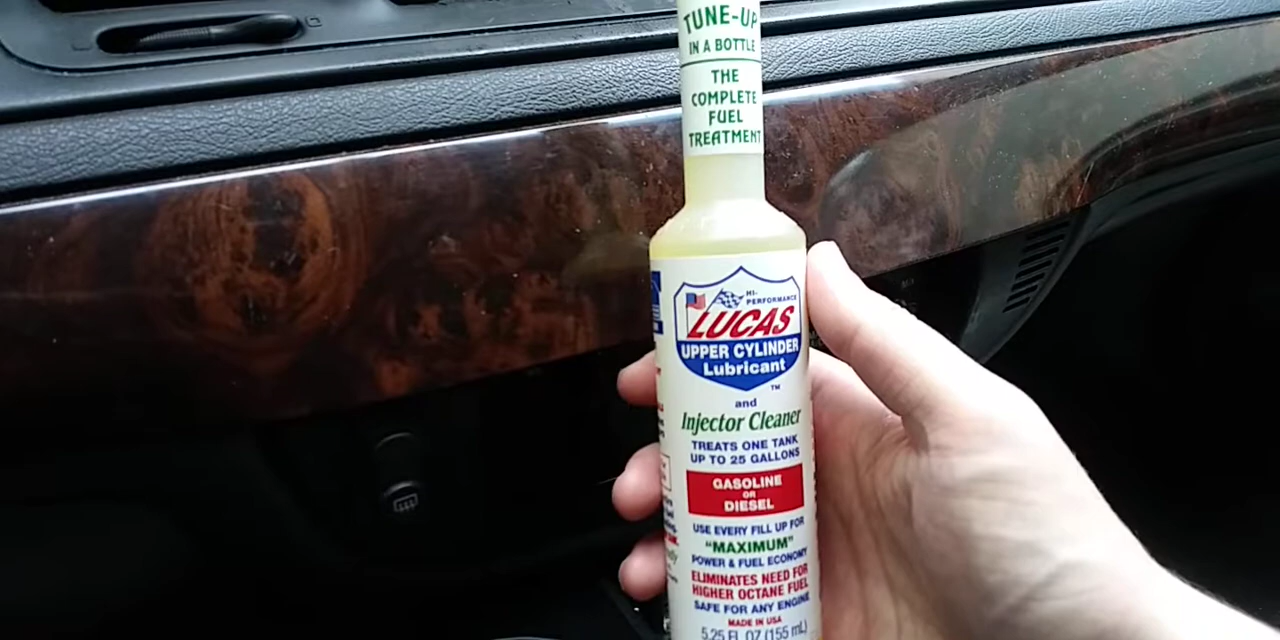 TUNE-UP
IN A BOTTLE
THE
COMPLETE
FUEL
TREATMENT
HI-
PERFORMANCE
LUCAS
UPPER CYLINDER
Lubricant
TM
and
Injector Cleaner
TREATS ONE TANK
UP TO 25 GALLONS
GASOLINE
OR
DIESEL
USE EVERY FILL UP FOR
"MAXIMUM"
POWER & FUEL ECONOMY
ELIMINATES NEED FOR
HIGHER OCTANE FUEL
SAFE FOR ANY ENGINE
MADE IN USA
5.25 FL OZ (155 mL)